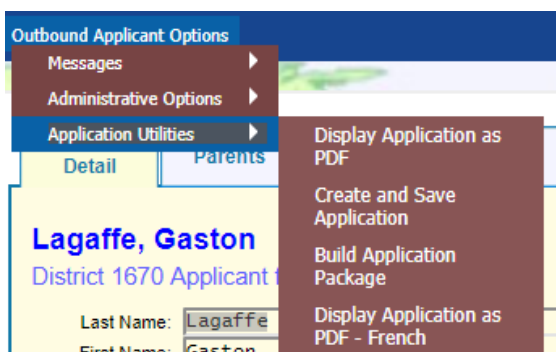 Outbound Applicant Options
Messages
Administrative Options
Application Utilities
Display Application as
PDF
Create and Save
Application
Build Application
Package
Display Application as
PDF - French
Detail
Parents
Lagaffe, Gaston
District 1670 Applicant
Last Name: Lagaffe
First Name: Gaston